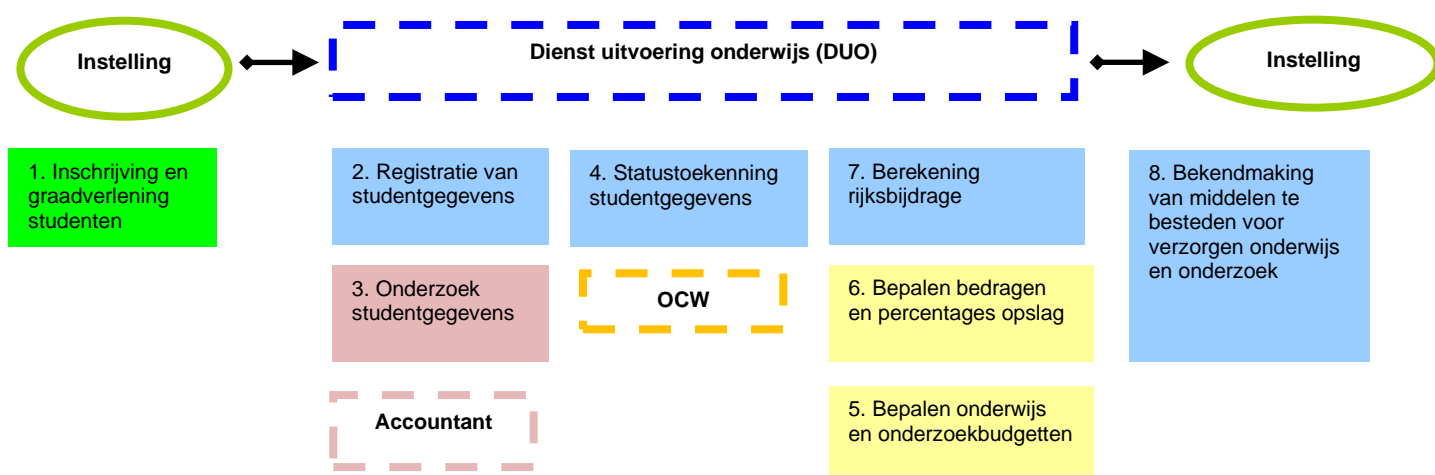 Instelling
Dienst uitvoering onderwijs (DUO)
Instelling
1. Inschrijving en
graadverlening
studenten
2. Registratie van
studentgegevens
4. Statustoekenning
studentgegevens
7. Berekening
rijksbijdrage
8. Bekendmaking
van middelen te
besteden voor
verzorgen onderwijs
en onderzoek
3. Onderzoek
studentgegevens
OCW
6. Bepalen bedragen
en percentages opslag
Accountant
5. Bepalen onderwijs
en onderzoekbudgetten